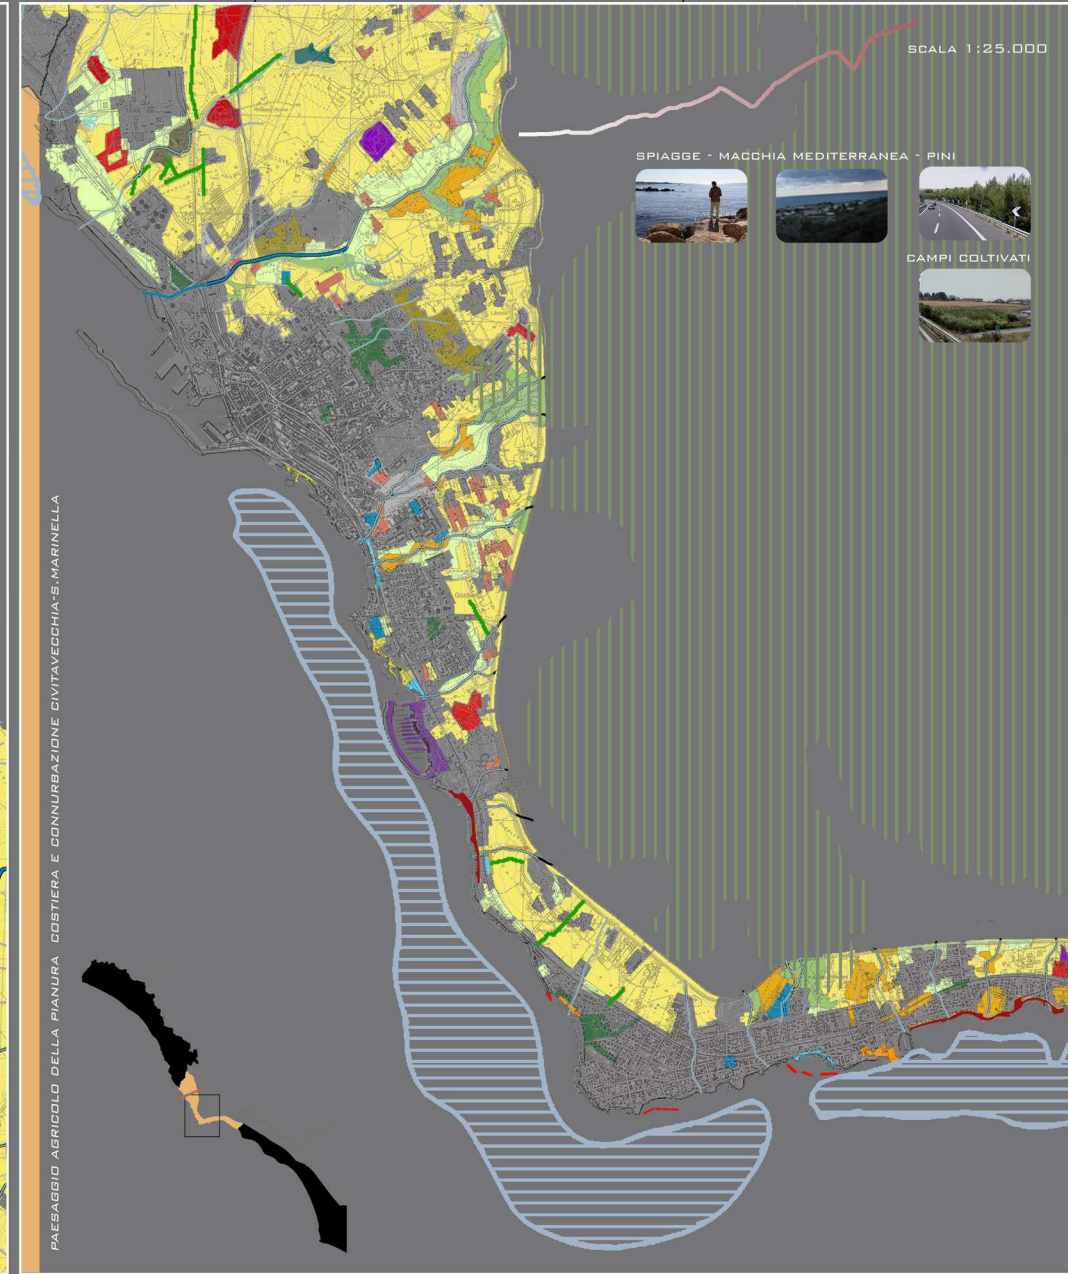 SCALA 1:25.000
SPIAGGE - MACCHIA MEDITERRANEA - PINI
CAMPI COLTIVATI
PAESAGGIO AGRICOLO DELLA PIANURA COSTIERA E CONNURBAZIONE CIVITAVECCHIA-S.MARINELLA